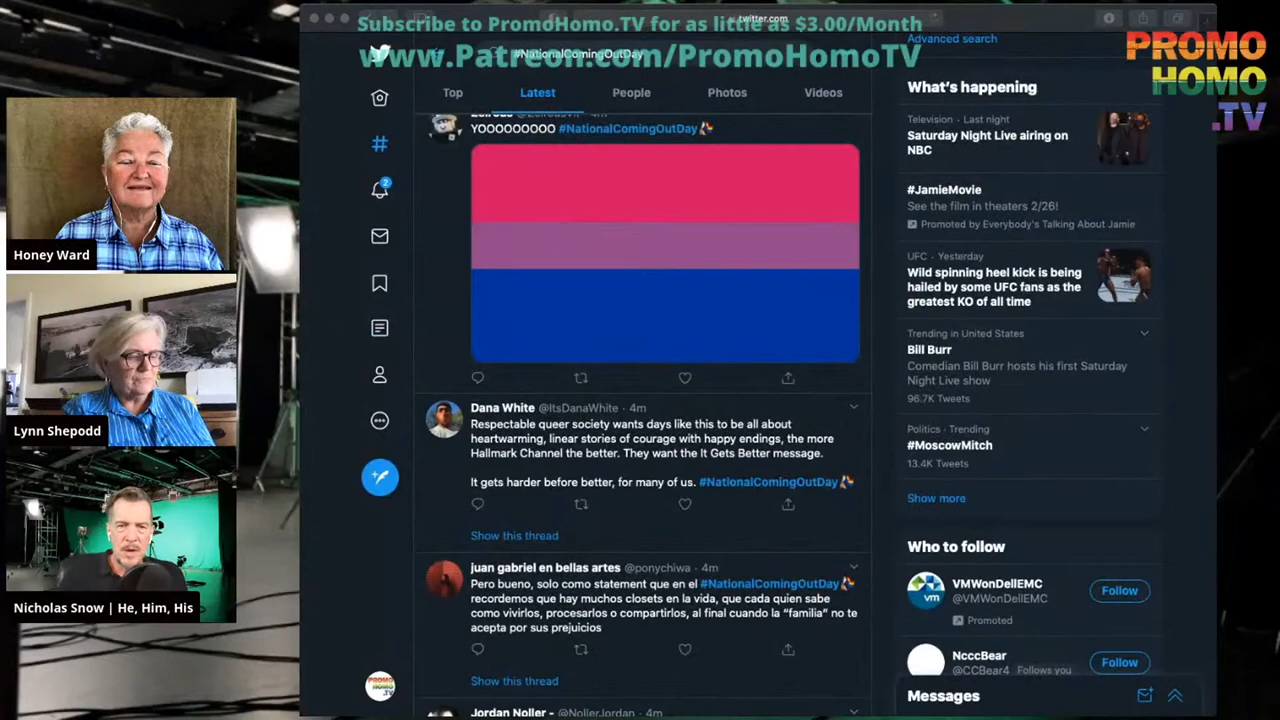 Subscribe to PromoHomo.TV for as little as $3.00/Month
www.Patreon.com/PromoHomoTV
PROMO
HOMO
.TV
twitter.com
#NationalComingOutDay
Top
Latest
People
Photos
Videos
YOOOOOOOOO #NationalComingOutDay
2
Dana White @ItsDanaWhite · 4m
Respectable queer society wants days like this to be all about
heartwarming, linear stories of courage with happy endings, the more
Hallmark Channel the better. They want the It Gets Better message.
It gets harder before better, for many of us. #NationalComingOutDay
Show this thread
juan gabriel en bellas artes @ponychiwa · 4m
Pero bueno, solo como statement que en el #NationalComingOutDay
recordemos que hay muchos closets en la vida, que cada quien sabe
como vivirlos, procesarlos o compartirlos, al final cuando la “familia” no te
acepta por sus prejuicios
Show this thread
Jordan Noller - @NollerJordan · 4m
Advanced search
What’s happening
Television · Last night
Saturday Night Live airing on
NBC
#JamieMovie
See the film in theaters 2/26!
Promoted by Everybody's Talking About Jamie
UFC · Yesterday
Wild spinning heel kick is being
hailed by some UFC fans as the
greatest KO of all time
Trending in United States
Bill Burr
Comedian Bill Burr hosts his first Saturday
Night Live show
96.7K Tweets
Politics · Trending
#MoscowMitch
13.4K Tweets
Show more
Who to follow
VMWonDellEMC
@VMWonDellEMC
Promoted
Follow
NcccBear
@CCBear4 Follows you
Follow
Messages
Honey Ward
Lynn Shepodd
Nicholas Snow | He, Him, His
PROMO
HOMO
.TV